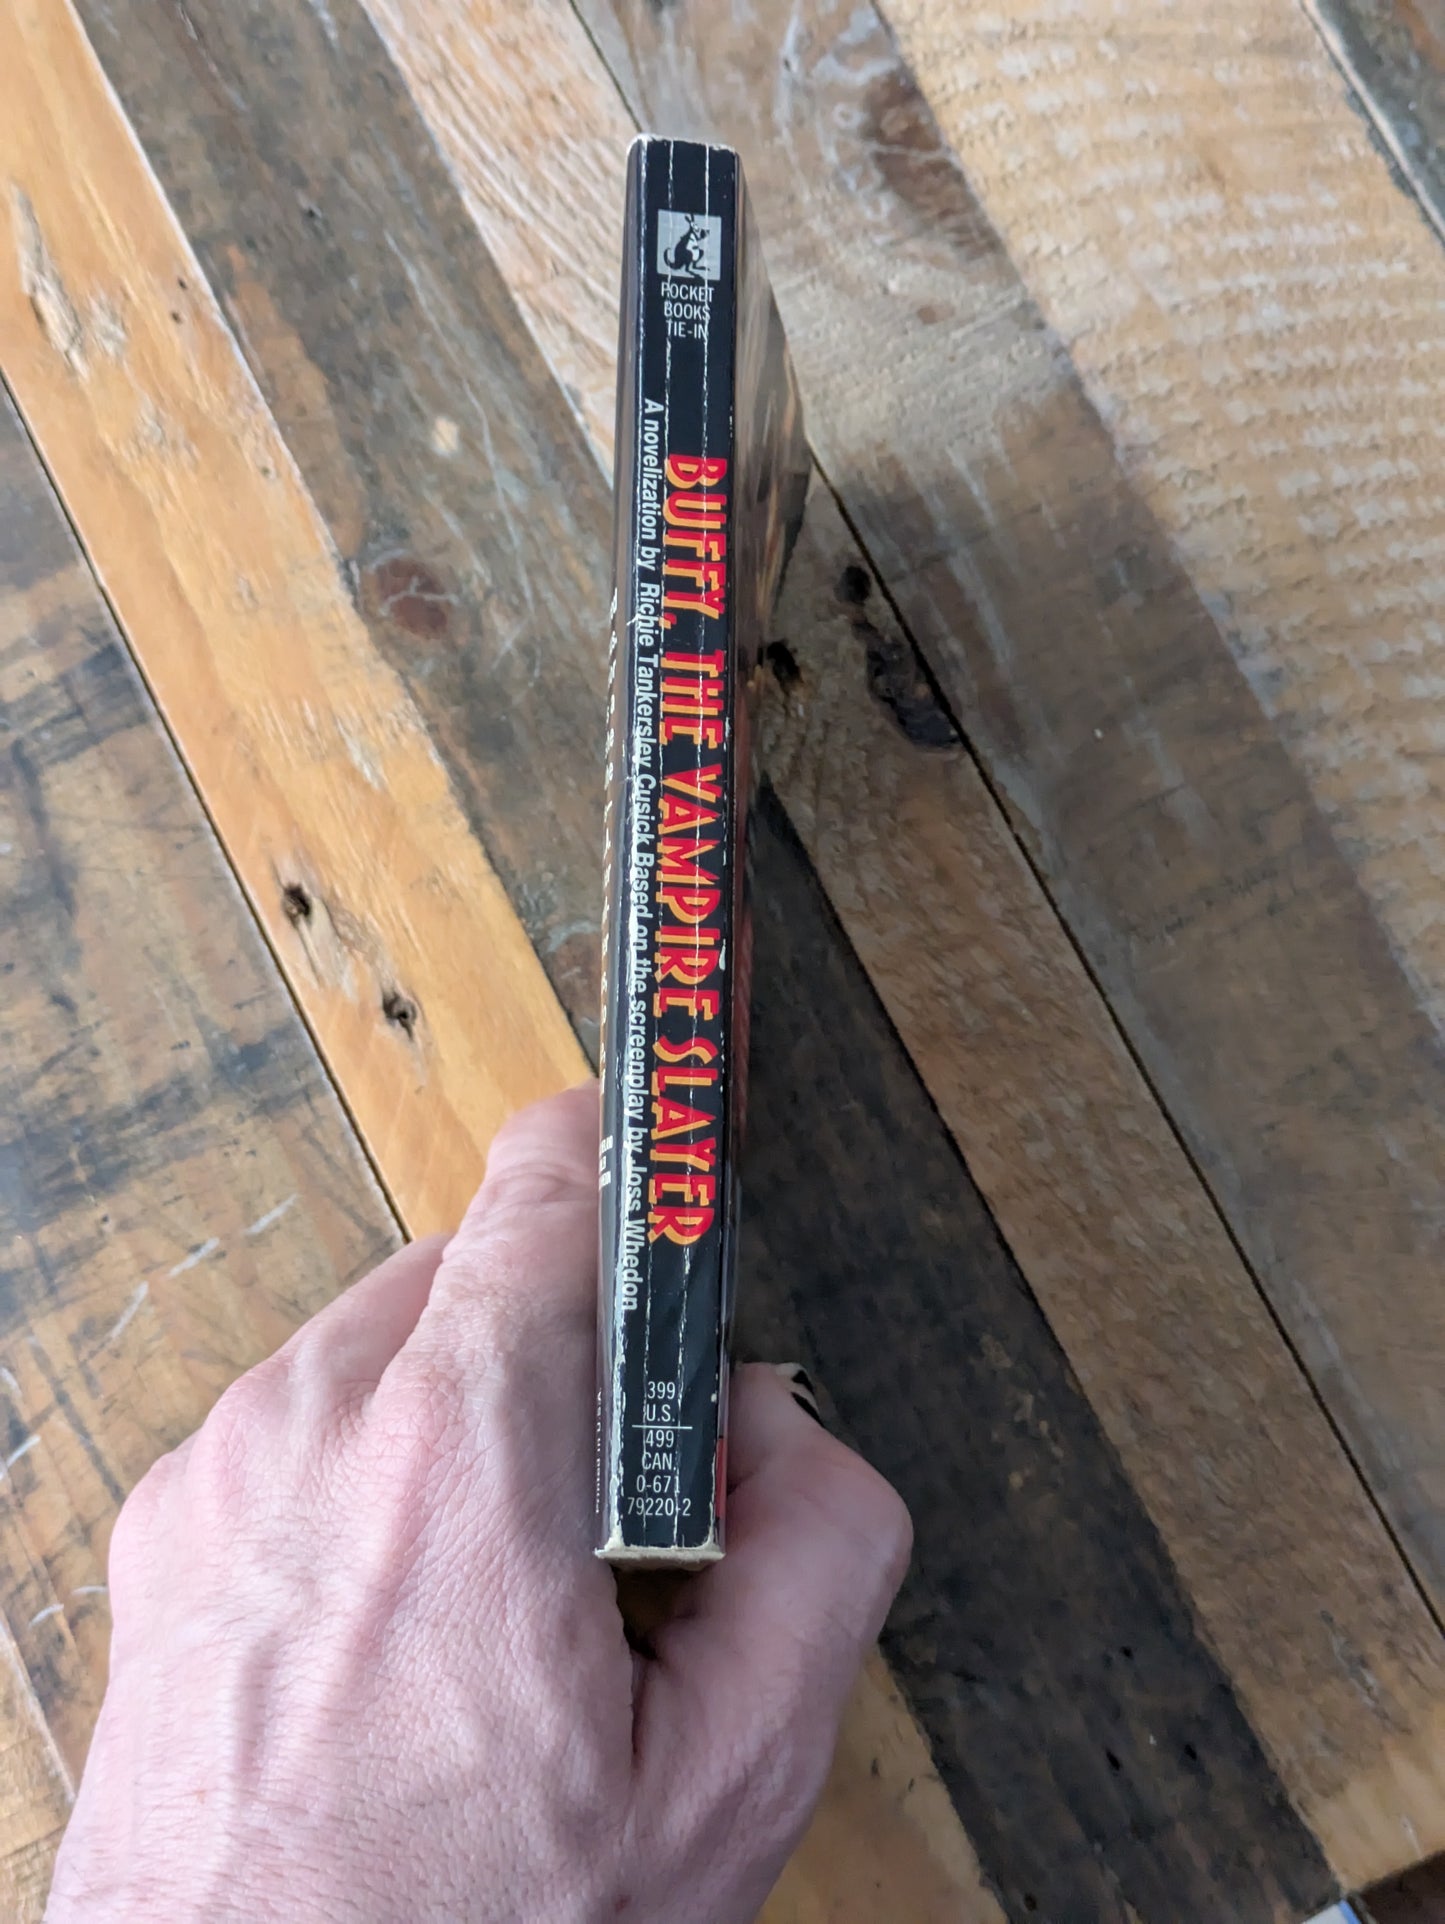 POCKET
BOOKS
TIE-IN
BUFFY, THE VAMPIRE SLAYER
A novelization by Richie Tankersley Cusick Based on the screenplay by Joss Whedon
399
U.S.
499
CAN.
0-671
79220-2